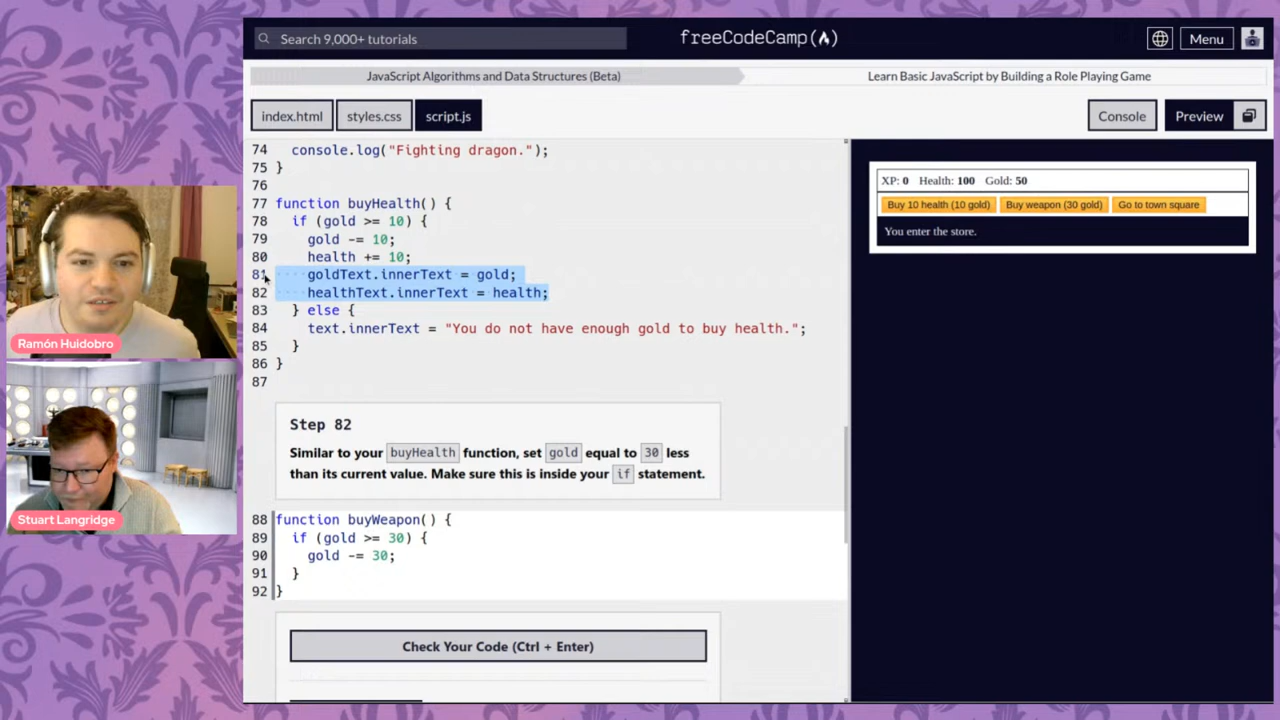 Search 9,000+ tutorials
freeCodeCamp
Menu
JavaScript Algorithms and Data Structures (Beta)
Learn Basic JavaScript by Building a Role Playing Game
index.html
styles.css
script.js
Console
Preview
74 console.log("Fighting dragon.");
75 }
76
77 function buyHealth() {
78 if (gold >= 10) {
79 gold -= 10;
80 health += 10;
81 goldText.innerText = gold;
82 healthText.innerText = health;
83 } else {
84 text.innerText = "You do not have enough gold to buy health.";
85 }
86 }
87
Step 82
Similar to your buyHealth function, set gold equal to 30 less
than its current value. Make sure this is inside your if statement.
88 function buyWeapon() {
89 if (gold >= 30) {
90 gold -= 30;
91 }
92 }
Check Your Code (Ctrl + Enter)
XP: 0 Health: 100 Gold: 50
Buy 10 health (10 gold)
Buy weapon (30 gold)
Go to town square
You enter the store.
Ramón Huidobro
Stuart Langridge